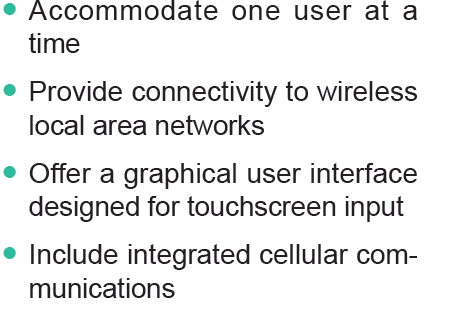 • Accommodate one user at a
time
• Provide connectivity to wireless
local area networks
• Offer a graphical user interface
designed for touchscreen input
• Include integrated cellular com-
munications